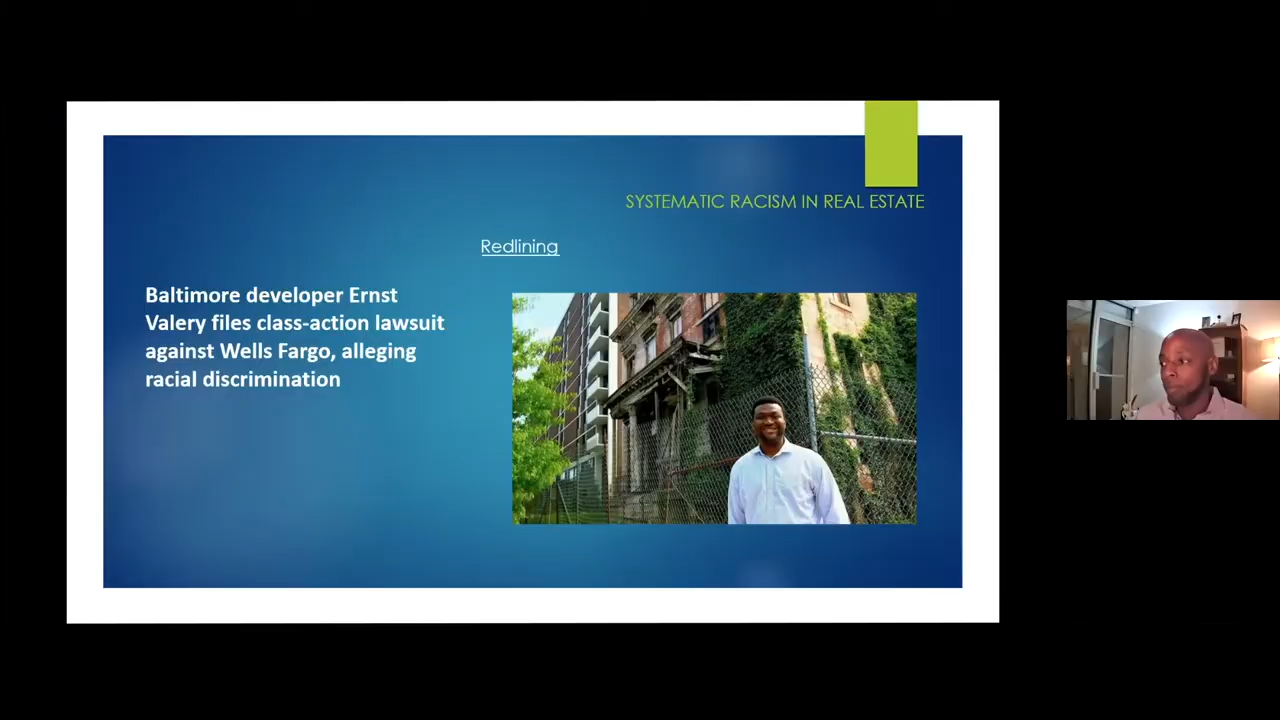 SYSTEMATIC RACISM IN REAL ESTATE
Redlining
Baltimore developer Ernst
Valery files class-action lawsuit
against Wells Fargo, alleging
racial discrimination